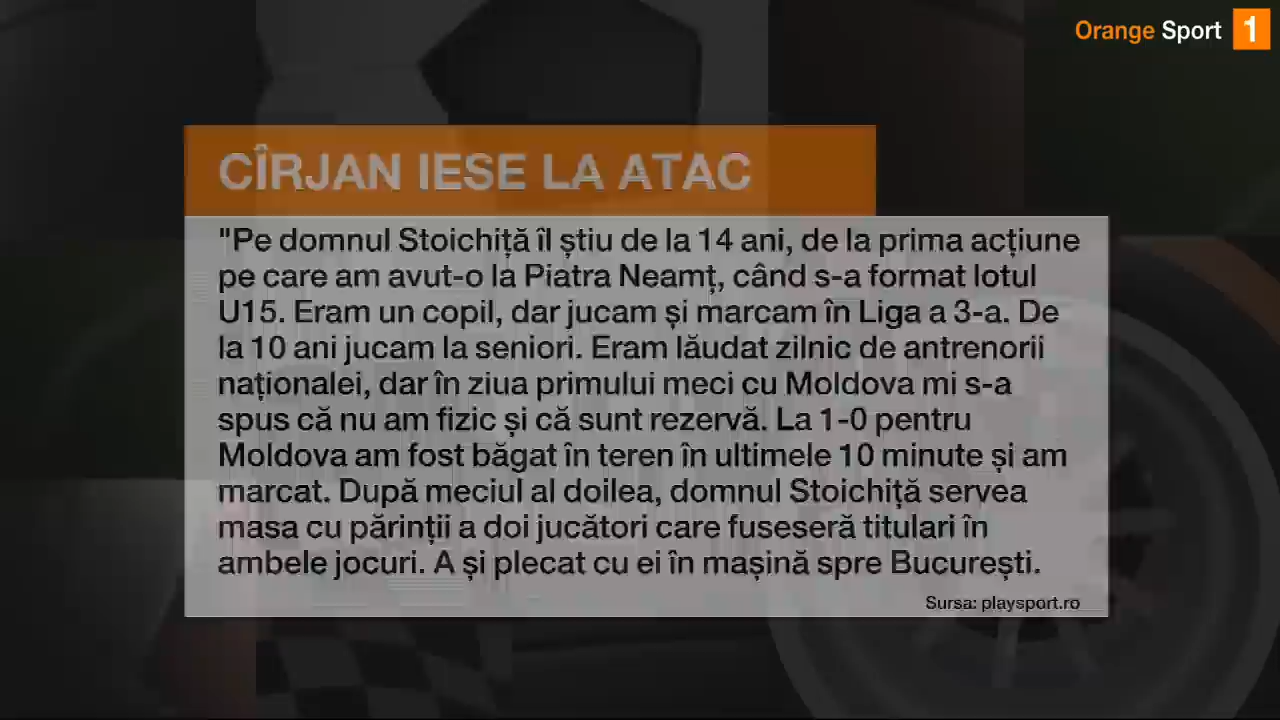 Orange Sport 1
CÎRJAN IESE LA ATAC
"Pe domnul Stoichiță îl știu de la 14 ani, de la prima acțiune
pe care am avut-o la Piatra Neamț, când s-a format lotul
U15. Eram un copil, dar jucam și marcam în Liga a 3-a. De
la 10 ani jucam la seniori. Eram lăudat zilnic de antrenorii
naționalei, dar în ziua primului meci cu Moldova mi s-a
spus că nu am fizic și că sunt rezervă. La 1-0 pentru
Moldova am fost băgat în teren în ultimele 10 minute și am
marcat. După meciul al doilea, domnul Stoichiță servea
masa cu părinții a doi jucători care fuseseră titulari în
ambele jocuri. A și plecat cu ei în mașină spre București.
Sursa: playsport.ro